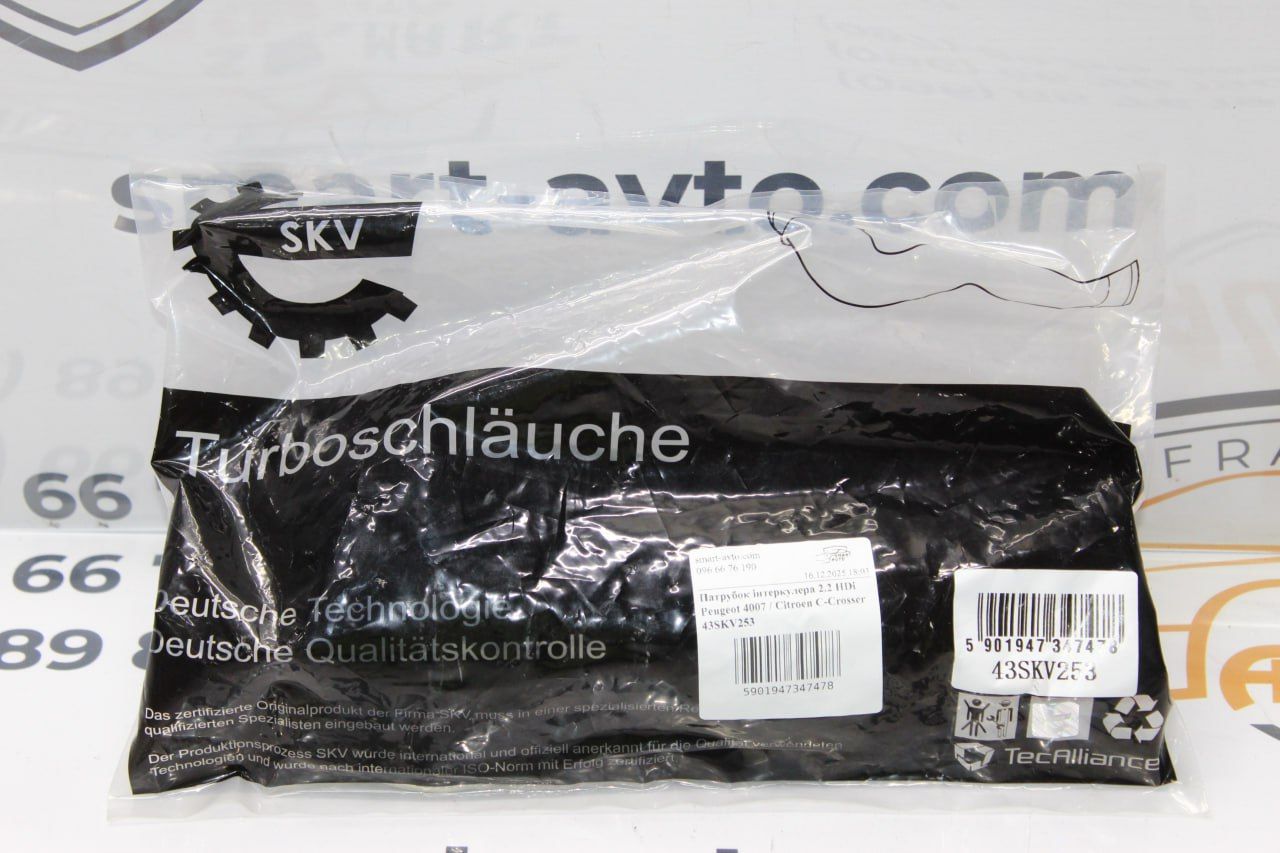 smart-avto.com
SKV
Turboschläuche
FRA
66
66
89 8
Deutsche Technologie
Deutsche Qualitätskontrolle
smart-avto.com
096 66 76 190
16.12.2025 18:03
Патрубок інтеркулера 2.2 HDi
Peugeot 4007 / Citroen C-Crosser
43SKV253
5901947347478
5 901947 347478
43SKV253
Das zertifizierte Originalprodukt der Firma SKV muss in einer spezialisierten
qualifizierten Spezialisten eingebaut werden.
Der Produktionsprozess SKV wurde international und offiziell anerkannt für die Qualität verwendeten
Technologien und wurde nach internationaler ISO-Norm mit Erfolg zertifiziert.
TecAlliance